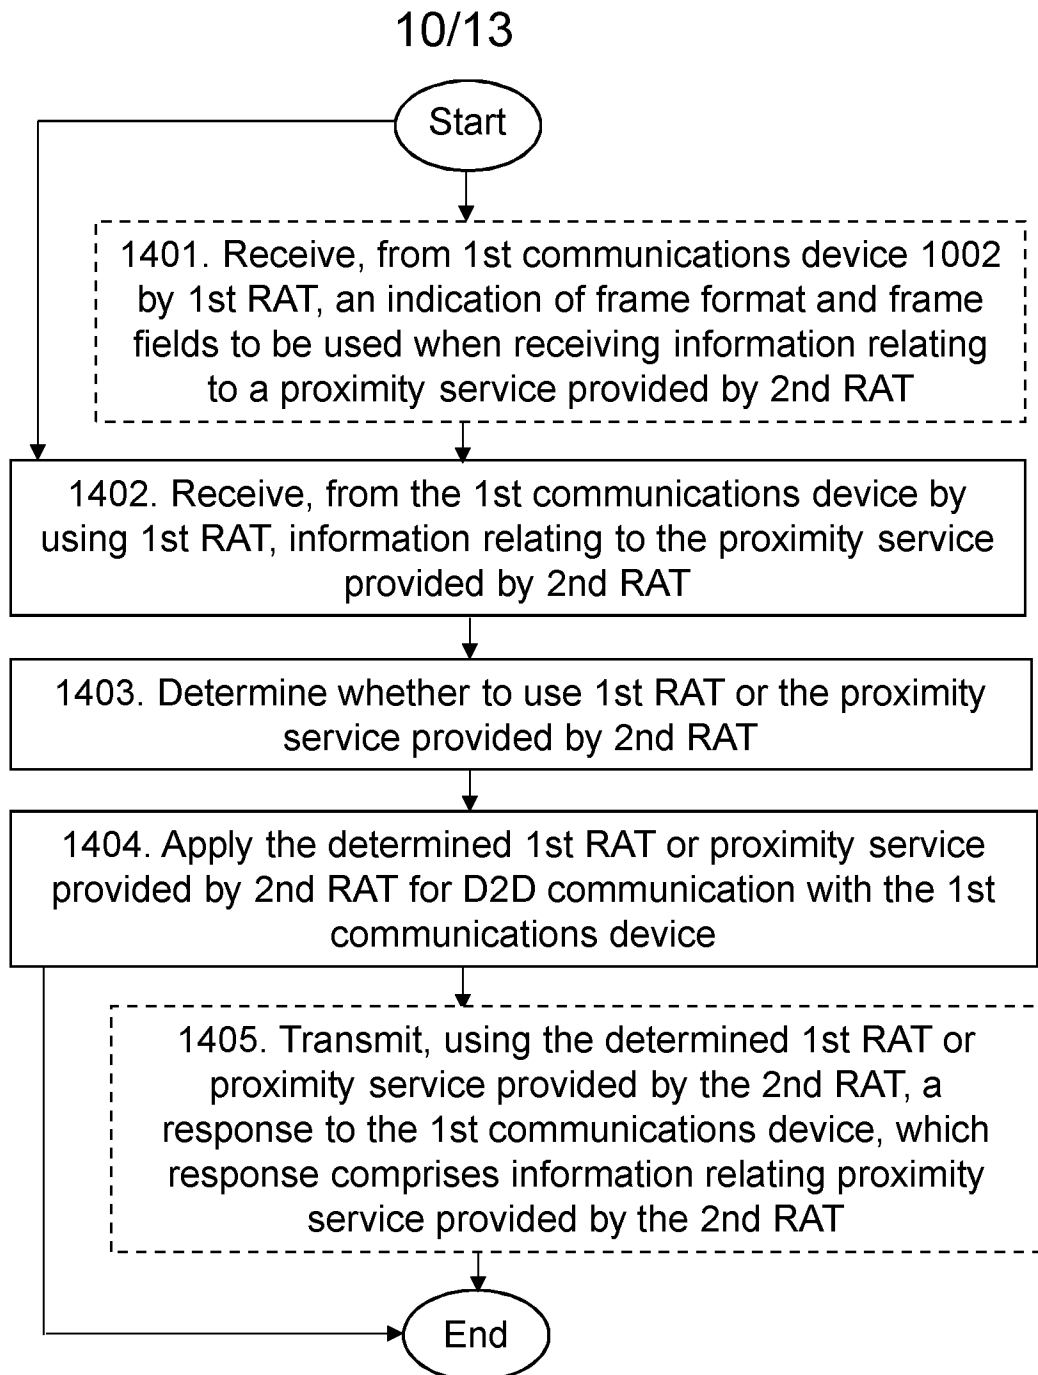 10/13
Start
1401. Receive, from 1st communications device 1002
by 1st RAT, an indication of frame format and frame
fields to be used when receiving information relating
to a proximity service provided by 2nd RAT
1402. Receive, from the 1st communications device by
using 1st RAT, information relating to the proximity service
provided by 2nd RAT
1403. Determine whether to use 1st RAT or the proximity
service provided by 2nd RAT
1404. Apply the determined 1st RAT or proximity service
provided by 2nd RAT for D2D communication with the 1st
communications device
1405. Transmit, using the determined 1st RAT or
proximity service provided by the 2nd RAT, a
response to the 1st communications device, which
response comprises information relating proximity
service provided by the 2nd RAT
End